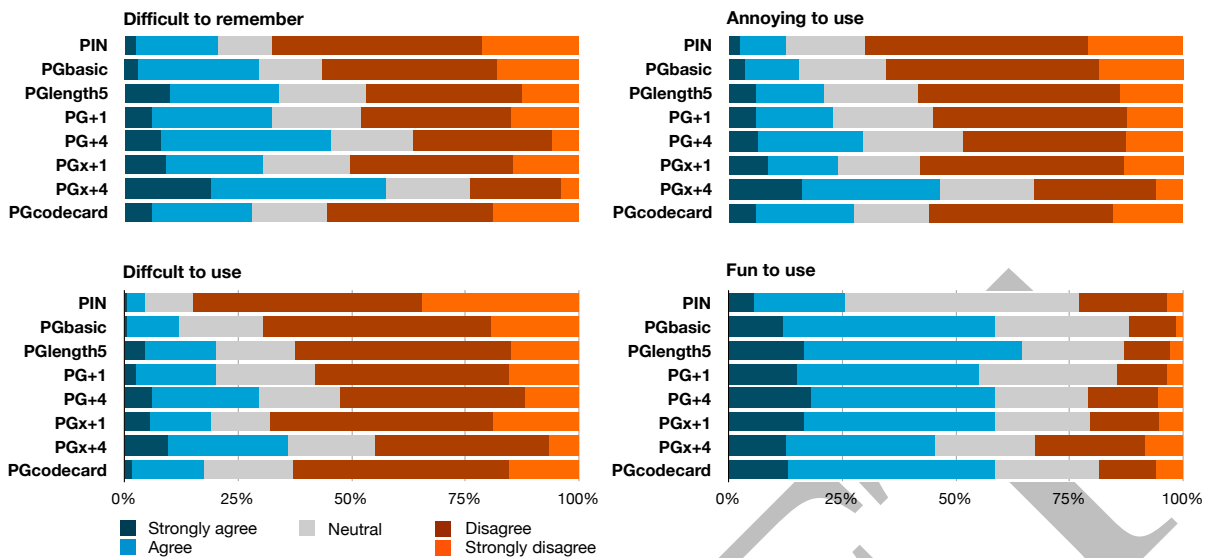 Difficult to remember
PIN
PGbasic
PGlength5
PG+1
PG+4
PGx+1
PGx+4
PGcodecard
Annoying to use
PIN
PGbasic
PGlength5
PG+1
PG+4
PGx+1
PGx+4
PGcodecard
Diffcult to use
PIN
PGbasic
PGlength5
PG+1
PG+4
PGx+1
PGx+4
PGcodecard
0% 25% 50% 75% 100%
Fun to use
PIN
PGbasic
PGlength5
PG+1
PG+4
PGx+1
PGx+4
PGcodecard
0% 25% 50% 75% 100%
Strongly agree Neutral Disagree
Agree Strongly disagree